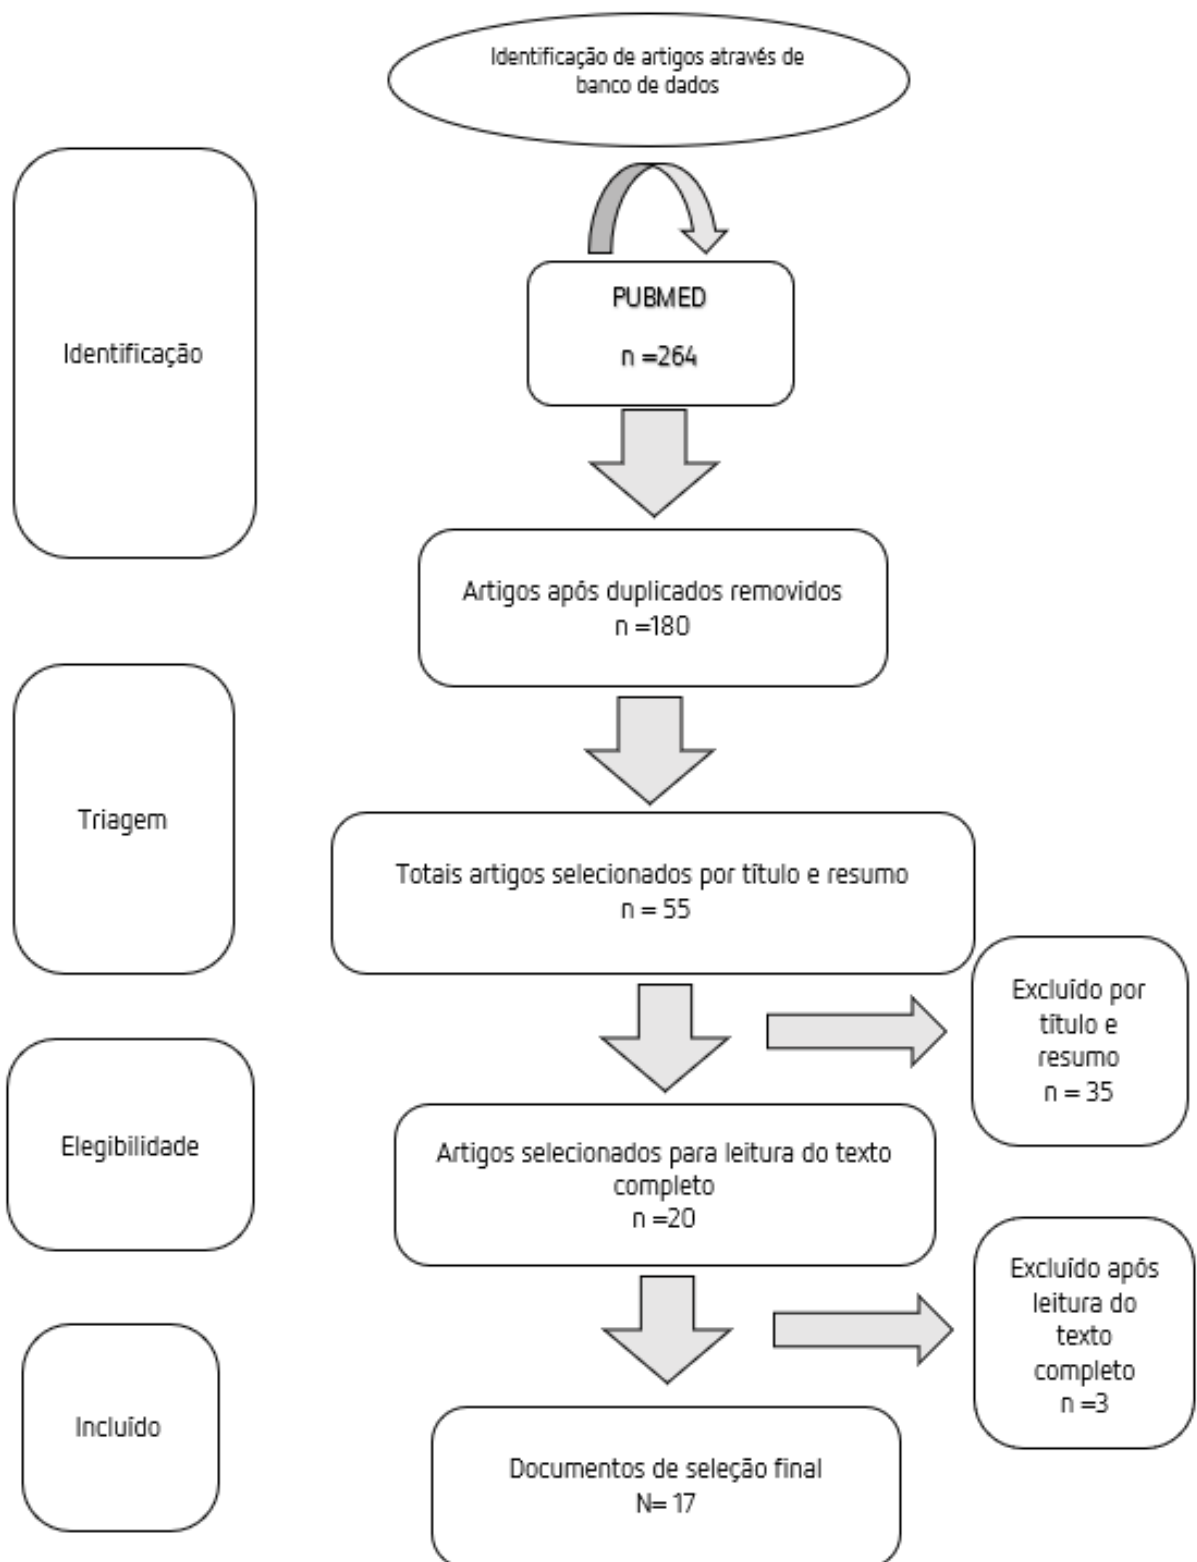 Identificação de artigos através de
banco de dados
Identificação
PUBMED
n =264
Artigos após duplicados removidos
n =180
Triagem
Totais artigos selecionados por título e resumo
n = 55
Excluído por
título e
resumo
n = 35
Elegibilidade
Artigos selecionados para leitura do texto
completo
n =20
Excluído após
leitura do
texto
completo
n =3
Incluído
Documentos de seleção final
N= 17